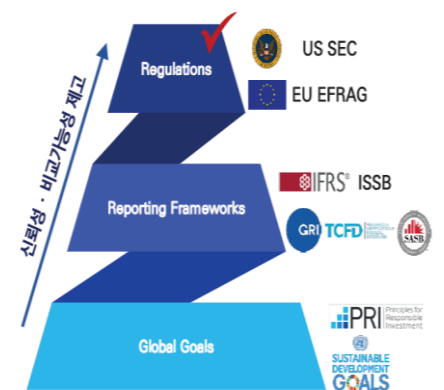 신뢰성 · 비교가능성 제고
Regulations
US SEC
EU EFRAG
Reporting Frameworks
IFRS® ISSB
GRI
TCFD
SASB
Global Goals
PRI
Principles for
Responsible
Investment
SUSTAINABLE
DEVELOPMENT
GOALS